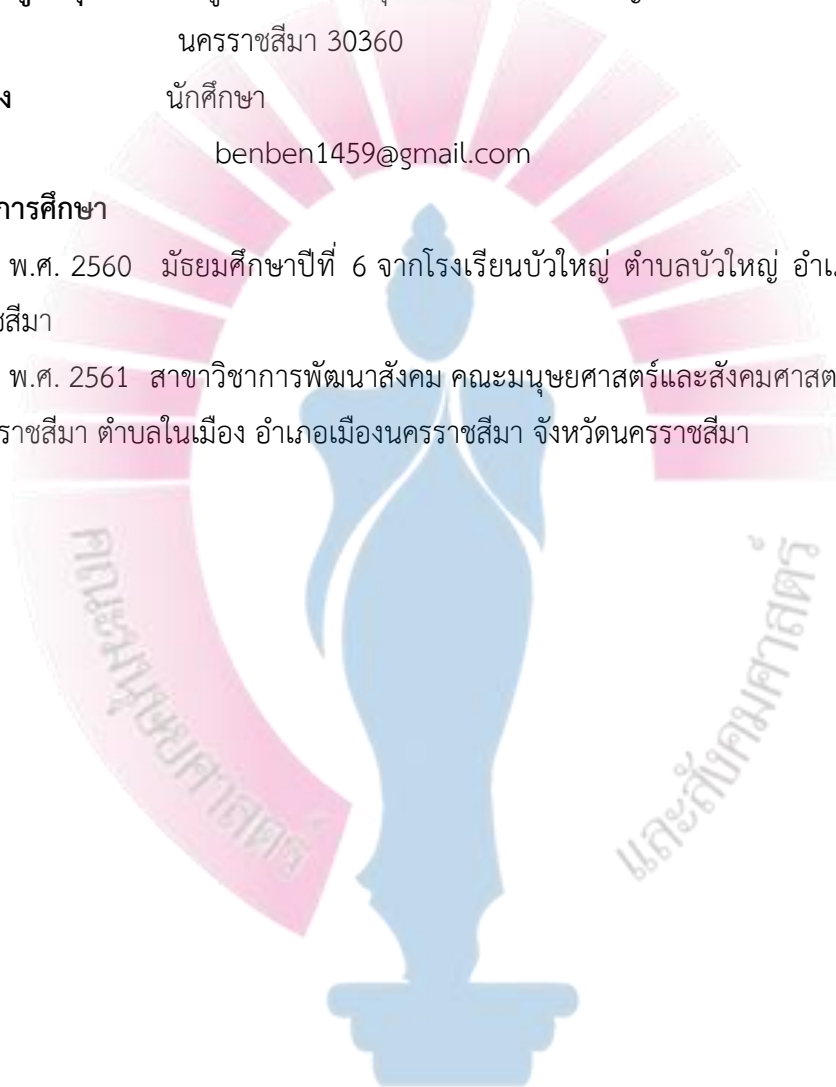 นครราชสีมา 30360
ง นักศึกษา
benben1459@gmail.com
การศึกษา
พ.ศ. 2560 มัธยมศึกษาปีที่ 6 จากโรงเรียนบัวใหญ่ ตำบลบัวใหญ่ อำเ
ชสีมา
พ.ศ. 2561 สาขาวิชาการพัฒนาสังคม คณะมนุษยศาสตร์และสังคมศาสต
ราชสีมา ตำบลในเมือง อำเภอเมืองนครราชสีมา จังหวัดนครราชสีมา
คณะมนุษยศาสตร์
และสังคมศาสตร์